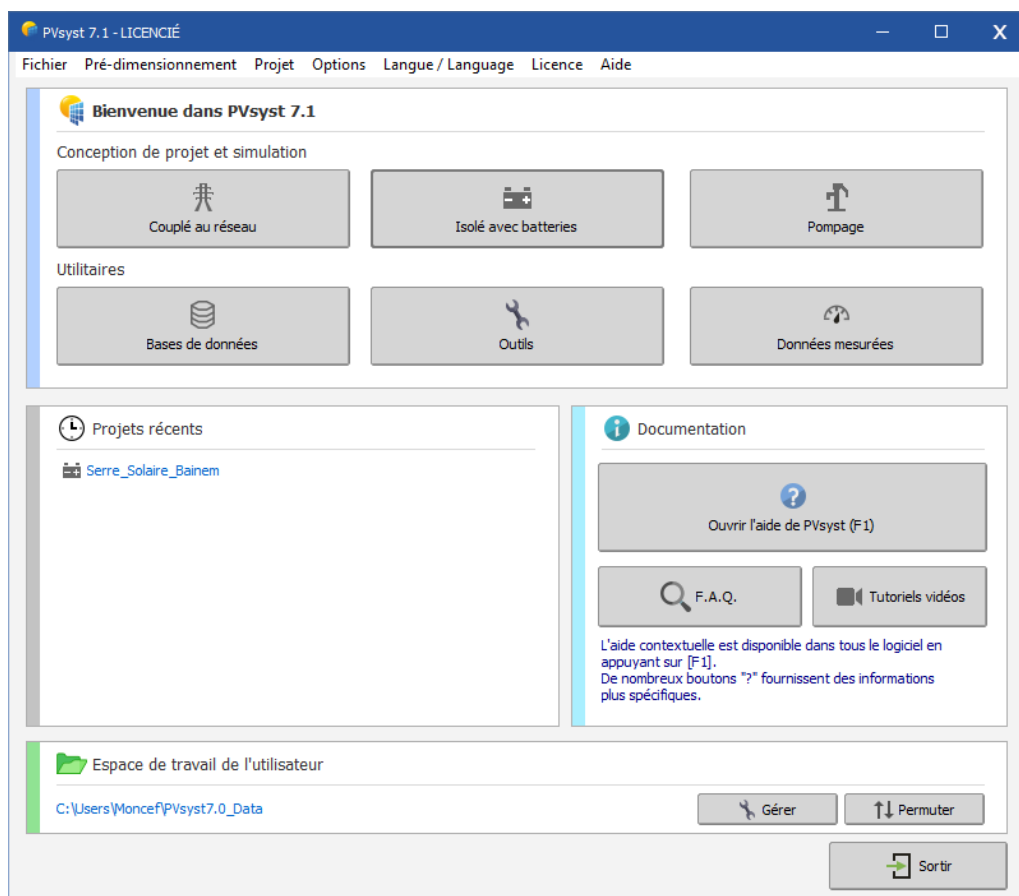 PVsyst 7.1 - LICENCIÉ
Fichier Pré-dimensionnement Projet Options Langue / Language Licence Aide
Bienvenue dans PVsyst 7.1
Conception de projet et simulation
Couplé au réseau
Isolé avec batteries
Pompage
Utilitaires
Bases de données
Outils
Données mesurées
Projets récents
Serre_Solaire_Bainem
Documentation
Ouvrir l'aide de PVsyst (F1)
F.A.Q.
Tutoriels vidéos
L'aide contextuelle est disponible dans tous le logiciel en
appuyant sur [F1].
De nombreux boutons "?" fournissent des informations
plus spécifiques.
Espace de travail de l'utilisateur
C:\Users\Moncef\PVsyst7.0_Data
Gérer
Permuter
Sortir